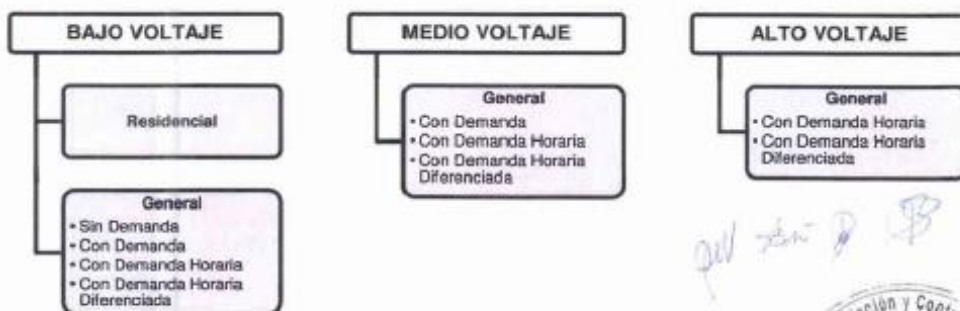 BAJO VOLTAJE
Residencial
General
• Sin Demanda
• Con Demanda
• Con Demanda Horaria
• Con Demanda Horaria
Diferenciada
MEDIO VOLTAJE
General
• Con Demanda
• Con Demanda Horaria
• Con Demanda Horaria
Diferenciada
ALTO VOLTAJE
General
• Con Demanda Horaria
• Con Demanda Horaria
Diferenciada
y